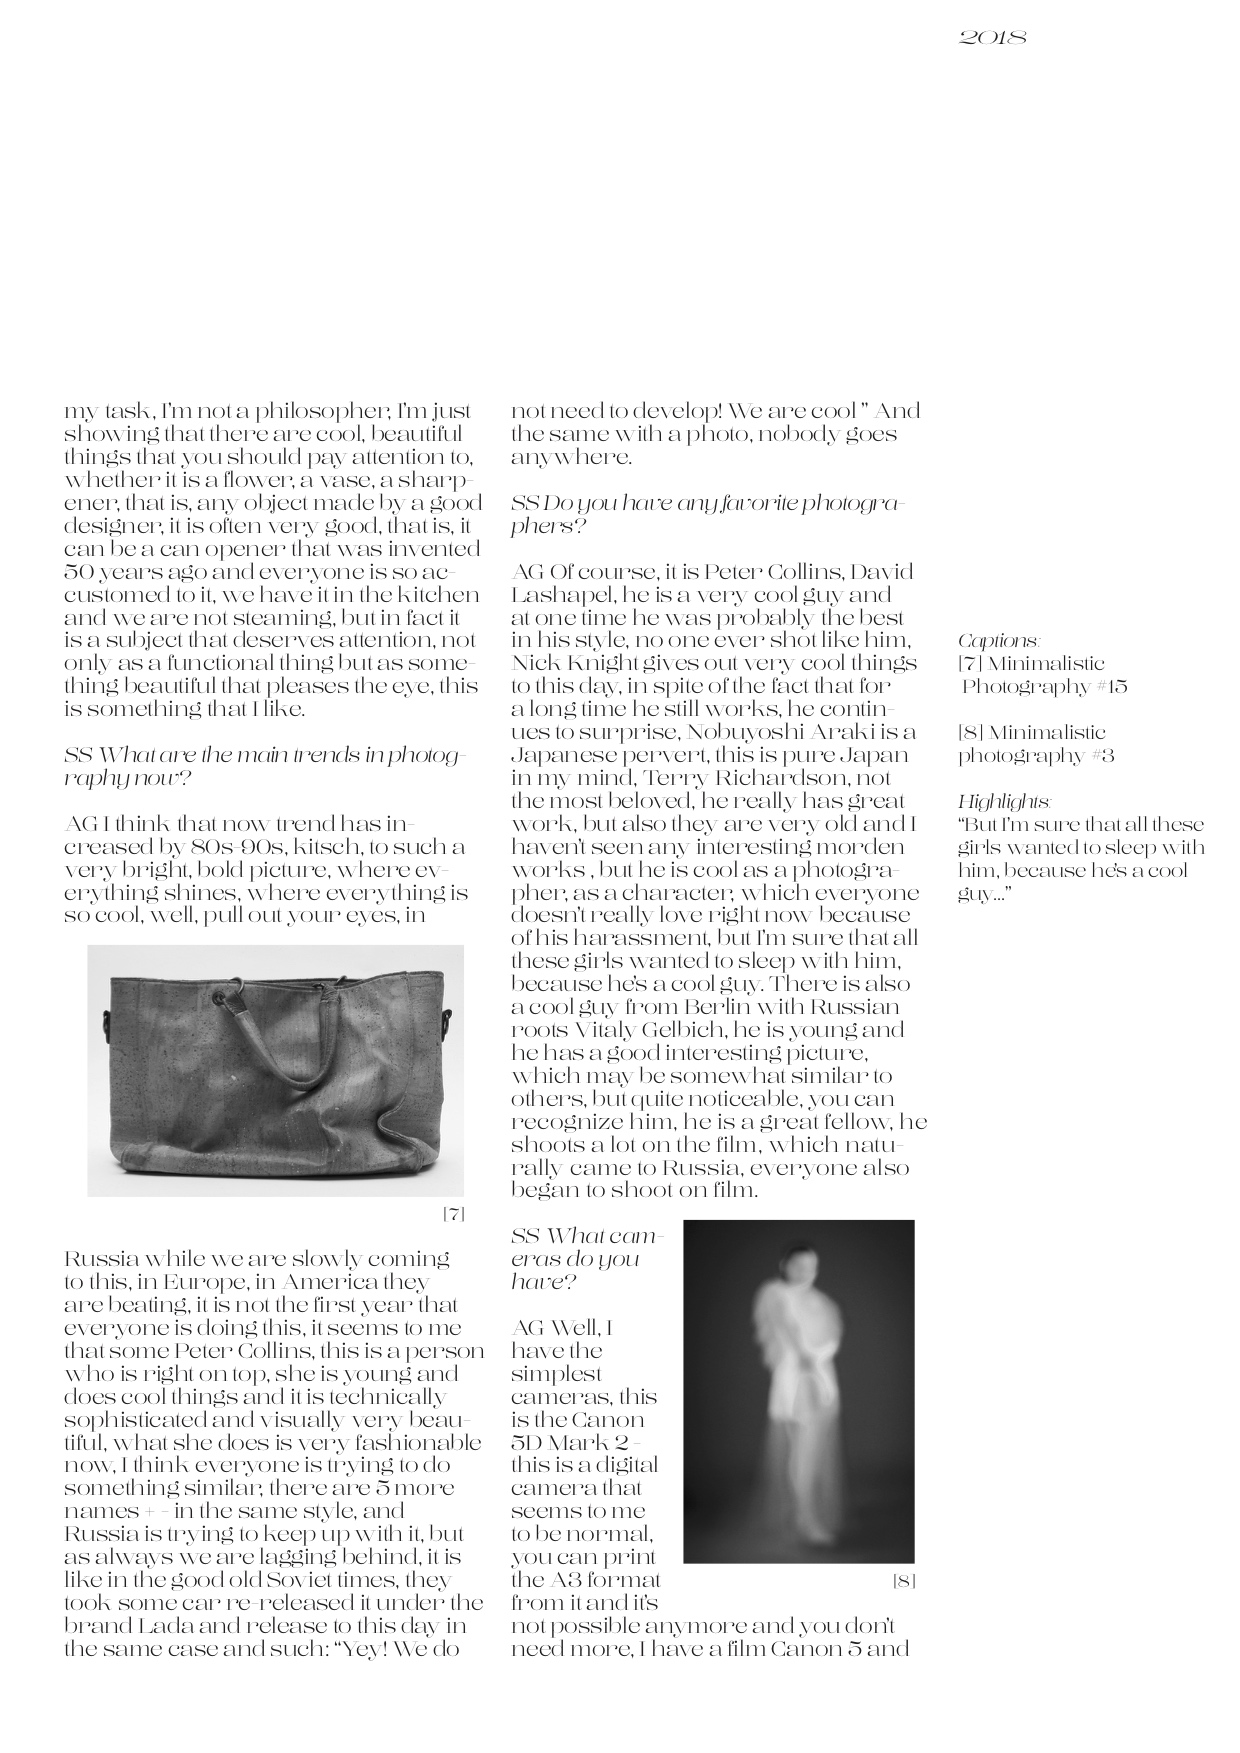 2018
my task, I'm not a philosopher, I'm just
showing that there are cool, beautiful
things that you should pay attention to,
whether it is a flower, a vase, a sharp-
ener, that is, any object made by a good
designer, it is often very good, that is, it
can be a can opener that was invented
50 years ago and everyone is so ac-
customed to it, we have it in the kitchen
and we are not steaming, but in fact it
is a subject that deserves attention, not
only as a functional thing but as some-
thing beautiful that pleases the eye, this
is something that I like.
SS What are the main trends in photog-
raphy now?
AG I think that now trend has in-
creased by 80s-90s, kitsch, to such a
very bright, bold picture, where ev-
erything shines, where everything is
so cool, well, pull out your eyes, in
[7]
Russia while we are slowly coming
to this, in Europe, in America they
are beating, it is not the first year that
everyone is doing this, it seems to me
that some Peter Collins, this is a person
who is right on top, she is young and
does cool things and it is technically
sophisticated and visually very beau-
tiful, what she does is very fashionable
now, I think everyone is trying to do
something similar, there are 5 more
names + - in the same style, and
Russia is trying to keep up with it, but
as always we are lagging behind, it is
like in the good old Soviet times, they
took some car re-released it under the
brand Lada and release to this day in
the same case and such: “Yey! We do
not need to develop! We are cool ” And
the same with a photo, nobody goes
anywhere.
SS Do you have any favorite photogra-
phers?
AG Of course, it is Peter Collins, David
Lashapel, he is a very cool guy and
at one time he was probably the best
in his style, no one ever shot like him,
Nick Knight gives out very cool things
to this day, in spite of the fact that for
a long time he still works, he contin-
ues to surprise, Nobuyoshi Araki is a
Japanese pervert, this is pure Japan
in my mind, Terry Richardson, not
the most beloved, he really has great
work, but also they are very old and I
haven't seen any interesting morden
works , but he is cool as a photogra-
pher, as a character, which everyone
doesn't really love right now because
of his harassment, but I'm sure that all
these girls wanted to sleep with him,
because he's a cool guy. There is also
a cool guy from Berlin with Russian
roots Vitaly Gelbich, he is young and
he has a good interesting picture,
which may be somewhat similar to
others, but quite noticeable, you can
recognize him, he is a great fellow, he
shoots a lot on the film, which natu-
rally came to Russia, everyone also
began to shoot on film.
SS What cam-
eras do you
have?
AG Well, I
have the
simplest
cameras, this
is the Canon
5D Mark 2 -
this is a digital
camera that
seems to me
to be normal,
you can print
the A3 format
from it and it's
not possible anymore and you don't
need more, I have a film Canon 5 and
[8]
Captions:
[7] Minimalistic
Photography #15
[8] Minimalistic
photography #3
Highlights:
“But I'm sure that all these
girls wanted to sleep with
him, because he's a cool
guy...”